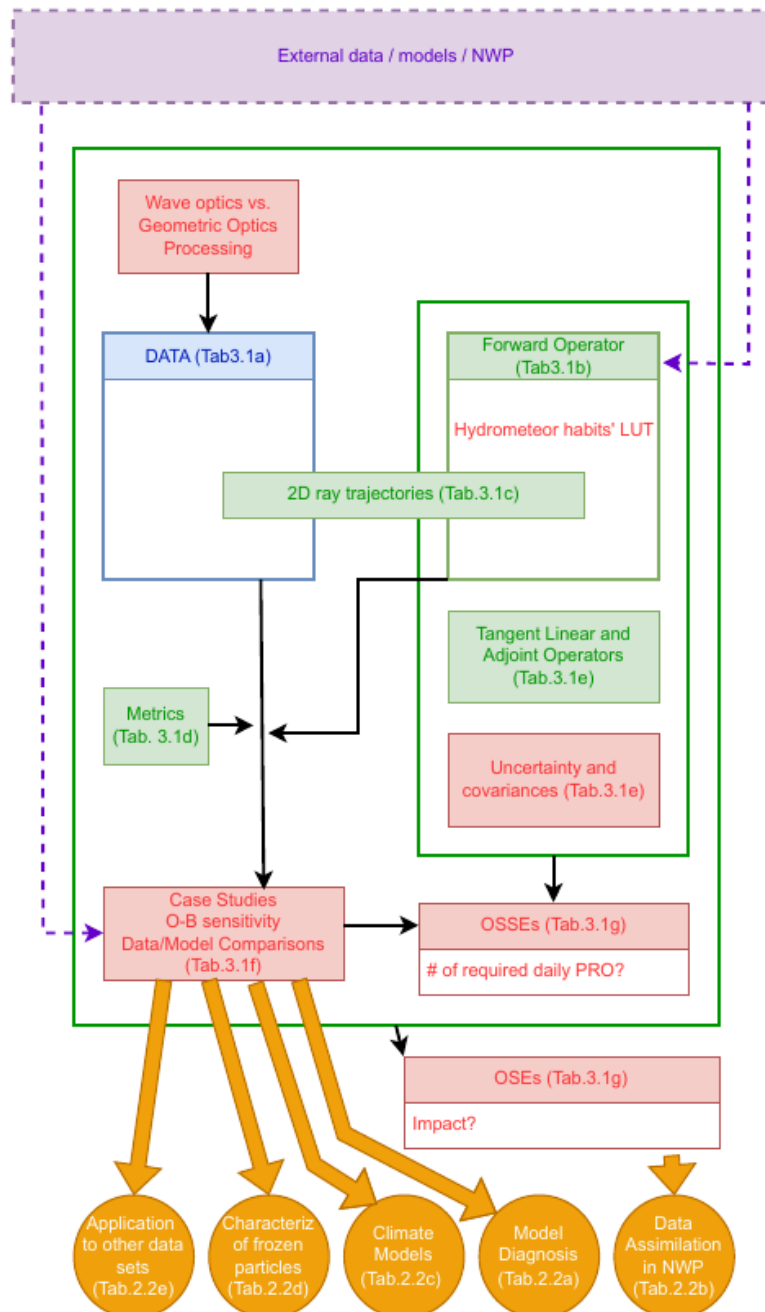 External data / models / NWP
Wave optics vs.
Geometric Optics
Processing
DATA (Tab3.1a)
Forward Operator
(Tab3.1b)
Hydrometeor habits' LUT
2D ray trajectories (Tab.3.1c)
Tangent Linear and
Adjoint Operators
(Tab.3.1e)
Metrics
(Tab. 3.1d)
Uncertainty and
covariances (Tab.3.1e)
Case Studies
O-B sensitivity
Data/Model Comparisons
(Tab.3.1f)
OSSEs (Tab.3.1g)
# of required daily PRO?
OSEs (Tab.3.1g)
Impact?
Application
to other data
sets
(Tab.2.2e)
Characteriz
of frozen
particles
(Tab.2.2d)
Climate
Models
(Tab.2.2c)
Model
Diagnosis
(Tab.2.2a)
Data
Assimilation
in NWP
(Tab.2.2b)